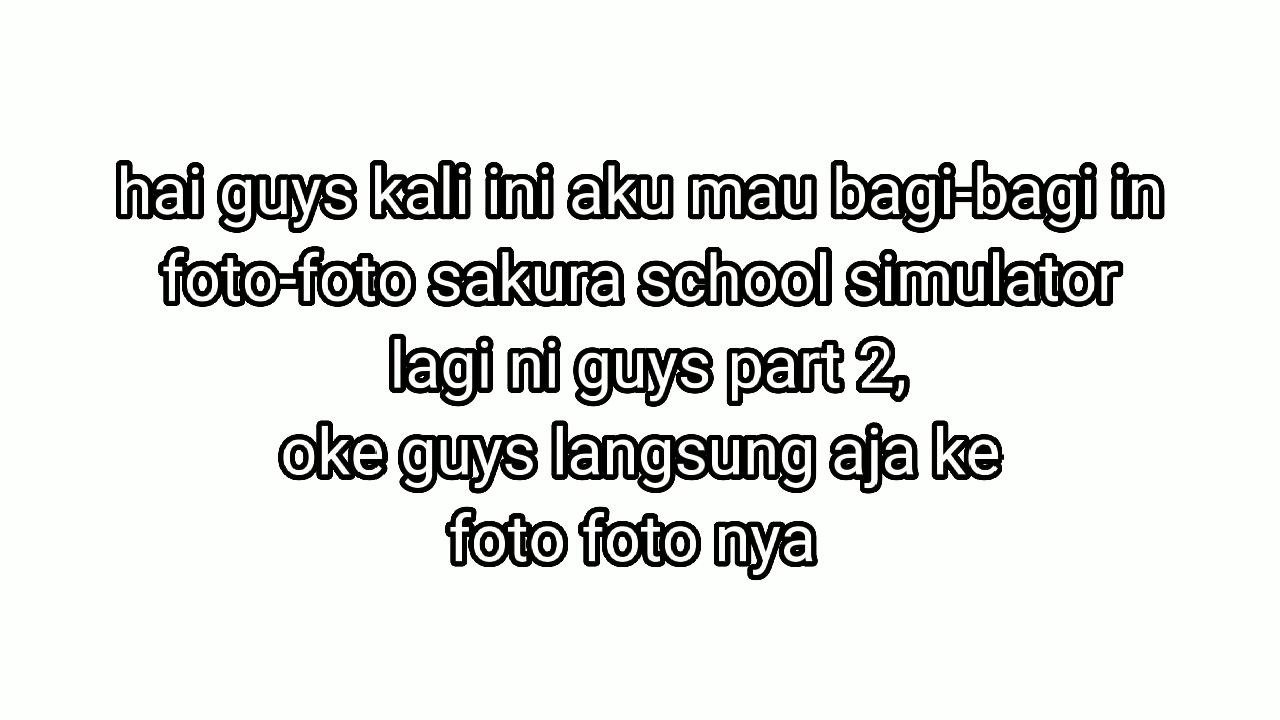 hai guys kali ini aku mau bagi-bagi in
foto-foto sakura school simulator
lagi ni guys part 2,
oke guys langsung aja ke
foto foto nya